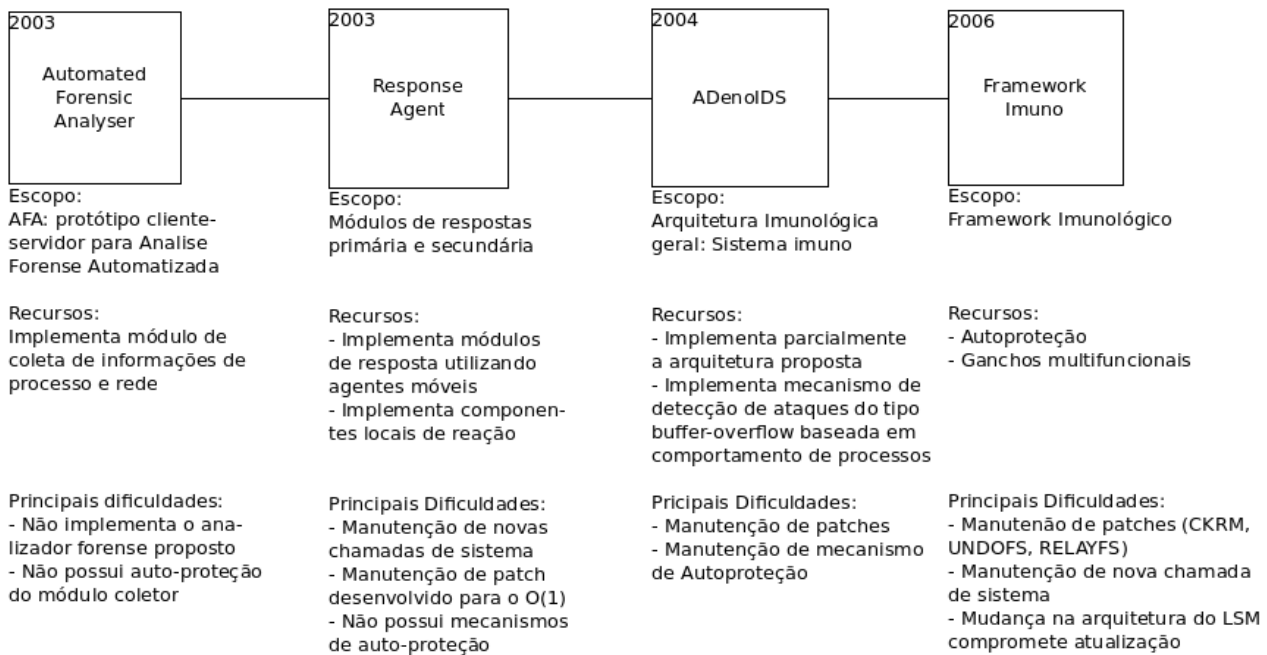 2003
Automated
Forensic
Analyser
Escopo:
AFA: protótipo cliente-
servidor para Analise
Forense Automatizada
Recursos:
Implementa módulo de
coleta de informações de
processo e rede
Principais dificuldades:
- Não implementa o ana-
lizador forense proposto
- Não possui auto-proteção
do módulo coletor
2003
Response
Agent
Escopo:
Módulos de respostas
primária e secundária
Recursos:
- Implementa módulos
de resposta utilizando
agentes móveis
- Implementa componen-
tes locais de reação
Principais Dificuldades:
- Manutenção de novas
chamadas de sistema
- Manutenção de patch
desenvolvido para o O(1)
- Não possui mecanismos
de auto-proteção
2004
ADenoIDS
Escopo:
Arquitetura Imunológica
geral: Sistema imuno
Recursos:
- Implementa parcialmente
a arquitetura proposta
- Implementa mecanismo de
detecção de ataques do tipo
buffer-overflow baseada em
comportamento de processos
Pricipais Dificuldades:
- Manutenção de patches
- Manutenção de mecanismo
de Autoproteção
2006
Framework
Imuno
Escopo:
Framework Imunológico
Recursos:
- Autoproteção
- Ganchos multifuncionais
Principais Dificuldades:
- Manutenão de patches (CKRM,
UNDOFS, RELAYFS)
- Manutenção de nova chamada
de sistema
- Mudança na arquitetura do LSM
compromete atualização